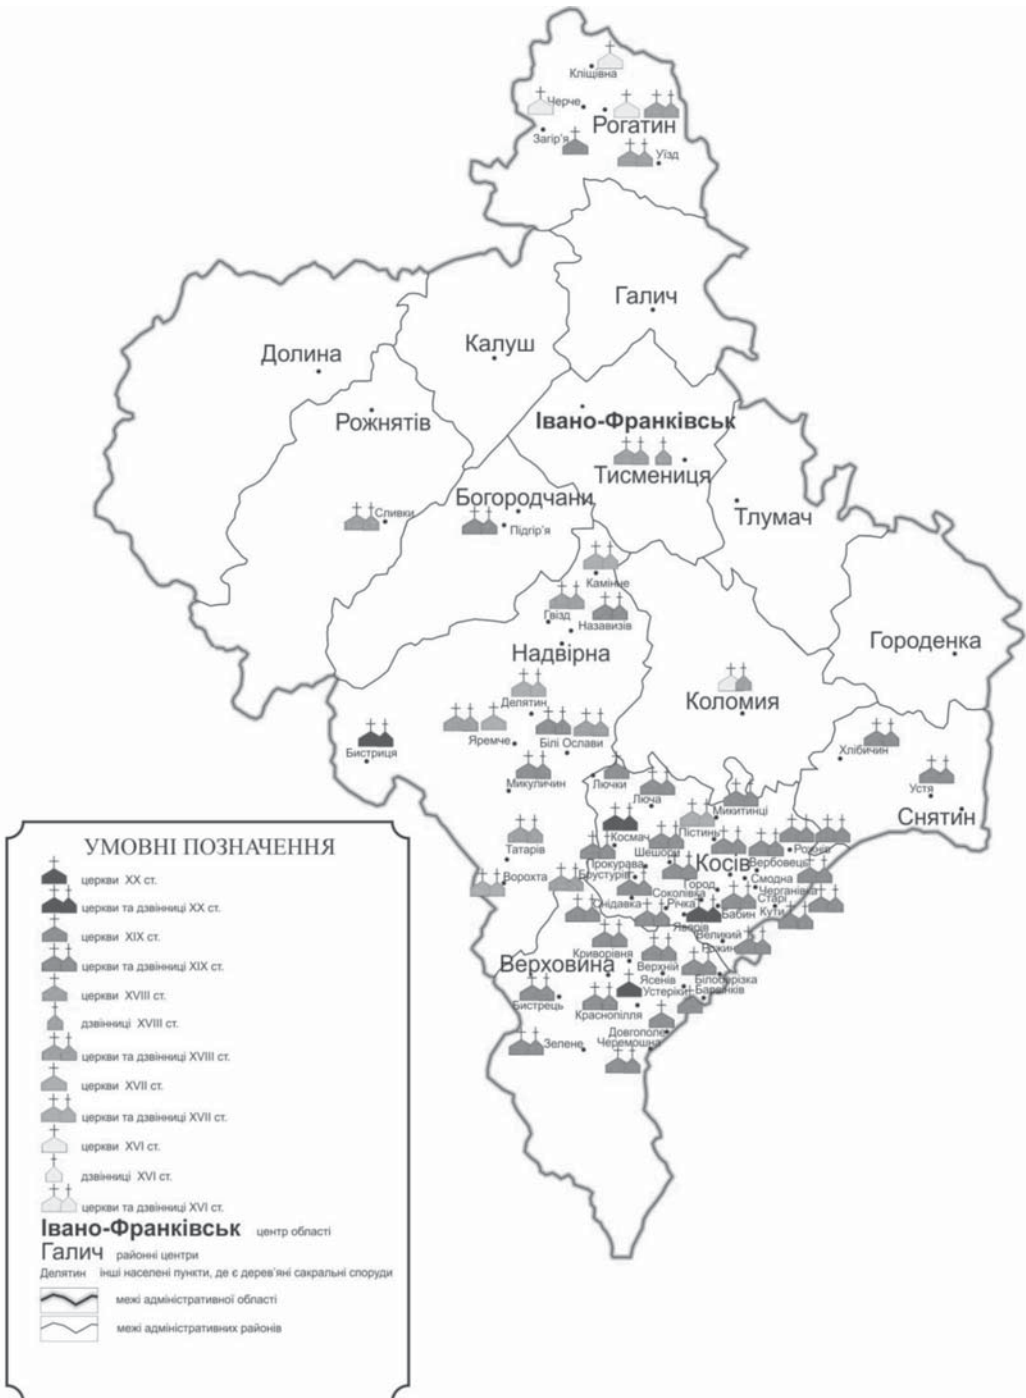 Кліщівна
Черче
Рогатин
Загір'я
Уїзд
Галич
Калуш
Долина
Рожнятів
Івано-Франківськ
Тисмениця
Богородчани
Тлумач
Сливки
Підгір'я
Камінне
Гвізд
Назавизів
Надвірна
Городенка
Делятин
Коломия
Яремче
Білі Ослави
Бистриця
Хлібичин
Микуличин
Лючки
Люча
Устя
Микитинці
Снятин
Космач
Пістинь
Татарів
Шешори
Рожнів
Прокурава
Косів
Вербовець
Ворохта
Брустурів
Смодна
Город
Черганівка
Соколівка
Снідавка
Річка
Старі
Кути
Бабин
Яворів
Великий
Рожин
Криворівня
Верховина
Верхній
Ясенів
Білоберізка
Устеріки
Барвінків
Бистрець
Краснопілля
Довгополе
Зелене
Черемошна
УМОВНІ ПОЗНАЧЕННЯ
церкви XX ст.
церкви та дзвінниці XX ст.
церкви XIX ст.
церкви та дзвінниці XIX ст.
церкви XVIII ст.
дзвінниці XVIII ст.
церкви та дзвінниці XVIII ст.
церкви XVII ст.
церкви та дзвінниці XVII ст.
церкви XVI ст.
дзвінниці XVI ст.
церкви та дзвінниці XVI ст.
Івано-Франківськ центр області
Галич районні центри
Делятин інші населені пункти, де є дерев'яні сакральні споруди
межі адміністративної області
межі адміністративних районів